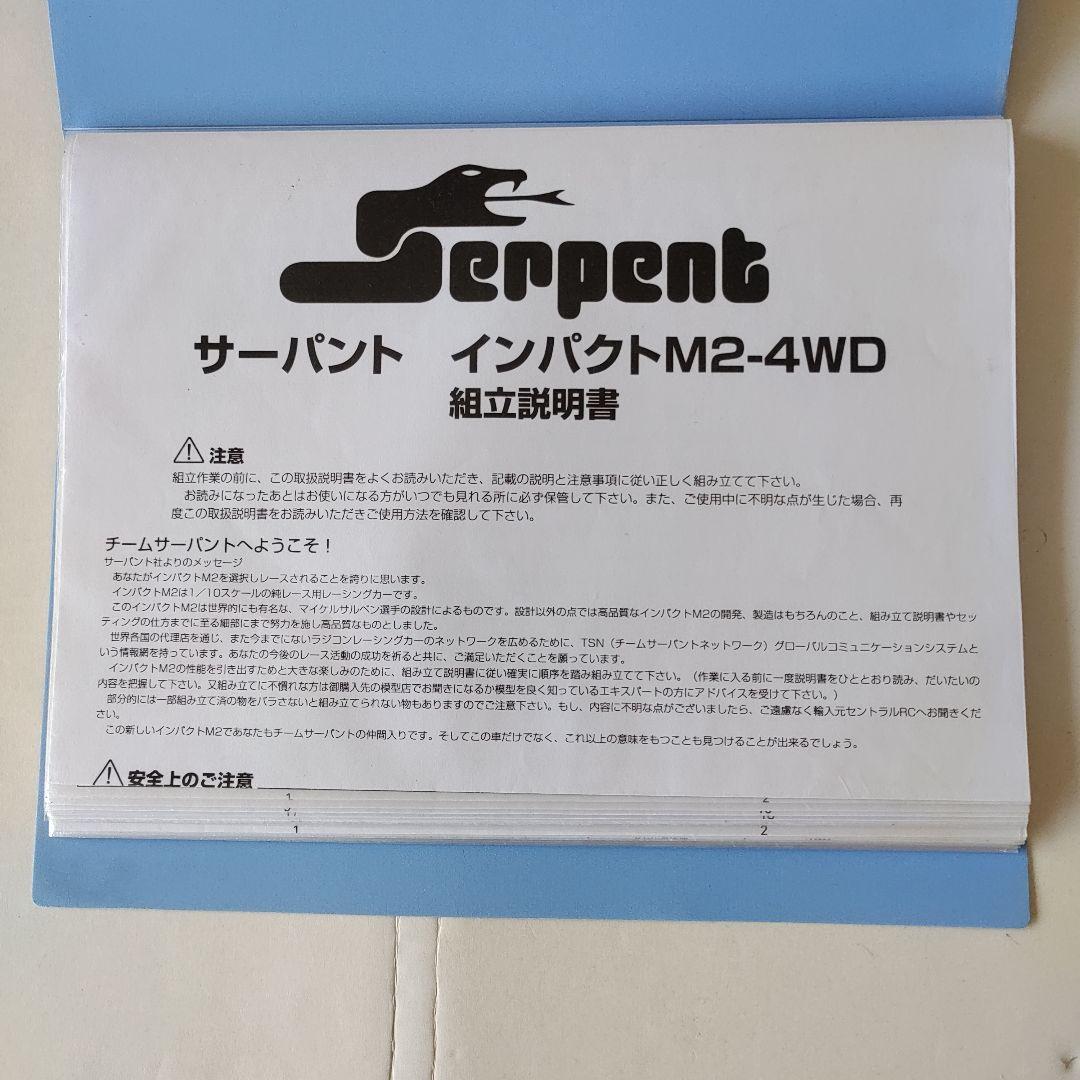 Serpent
サーパント インパクトM2-4WD
組立説明書
注意
組立作業の前に、この取扱説明書をよくお読みいただき、記載の説明と注意事項に従い正しく組み立てて下さい。
お読みになったあとはお使いになる方がいつでも見れる所に必ず保管して下さい。また、ご使用中に不明な点が生じた場合、再
度この取扱説明書をお読みいただきご使用方法を確認して下さい。
チームサーパントへようこそ！
サーパント社よりのメッセージ
あなたがインパクトM2を選択しレースされることを誇りに思います。
インパクトM2は1／10スケールの純レース用レーシングカーです。
このインパクトM2は世界的にも有名な、マイケルサルベン選手の設計によるものです。設計以外の点では高品質なインパクトM2の開発、製造はもちろんのこと、組み立て説明書やセッ
ティングの仕方までに至る細部にまで努力を施し高品質なものとしました。
世界各国の代理店を通じ、また今までにないラジコンレーシングカーのネットワークを広めるために、TSN（チームサーパントネットワーク）グローバルコミュニケーションシステムと
いう情報網を持っています。あなたの今後のレース活動の成功を祈ると共に、ご満足いただくことを願っています。
インパクトM2の性能を引き出すためと大きな楽しみのために、組み立て説明書に従い確実に順序を踏み組み立てて下さい。（作業に入る前に一度説明書をひととおり読み、だいたいの
内容を把握して下さい。又組み立てに不慣れな方は御購入先の模型店でお聞きになるか模型を良く知っているエキスパートの方にアドバイスを受けて下さい。）
部分的には一部組み立て済の物をバラさないと組み立てられない物もありますのでご注意下さい。もし、内容に不明な点がございましたら、ご遠慮なく輸入元セントラルRCへお聞きくだ
さい。
この新しいインパクトM2であなたもチームサーパントの仲間入りです。そしてこの車だけでなく、これ以上の意味をもつことも見つけることが出来るでしょう。
安全上のご注意
1 2